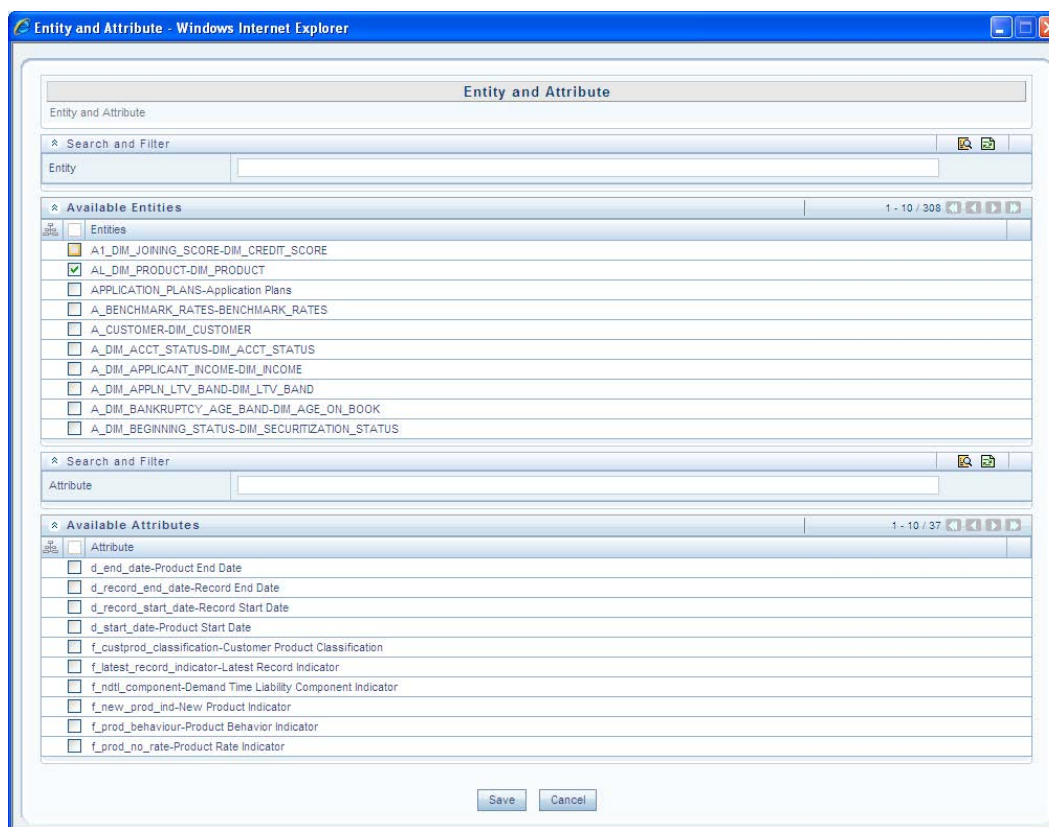 Entity and Attribute - Windows Internet Explorer
Entity and Attribute
Entity and Attribute
Search and Filter
Entity
Available Entities 1 - 10 / 308
Entities
A1_DIM_JOINING_SCORE-DIM_CREDIT_SCORE
AL_DIM_PRODUCT-DIM_PRODUCT
APPLICATION_PLANS-Application Plans
A_BENCHMARK_RATES-BENCHMARK_RATES
A_CUSTOMER-DIM_CUSTOMER
A_DIM_ACCT_STATUS-DIM_ACCT_STATUS
A_DIM_APPLICANT_INCOME-DIM_INCOME
A_DIM_APPLN_LTV_BAND-DIM_LTV_BAND
A_DIM_BANKRUPTCY_AGE_BAND-DIM_AGE_ON_BOOK
A_DIM_BEGINNING_STATUS-DIM_SECURITIZATION_STATUS
Search and Filter
Attribute
Available Attributes 1 - 10 / 37
Attribute
d_end_date-Product End Date
d_record_end_date-Record End Date
d_record_start_date-Record Start Date
d_start_date-Product Start Date
f_custprod_classification-Customer Product Classification
f_latest_record_indicator-Latest Record Indicator
f_ndtl_component-Demand Time Liability Component Indicator
f_new_prod_ind-New Product Indicator
f_prod_behaviour-Product Behavior Indicator
f_prod_no_rate-Product Rate Indicator
Save Cancel